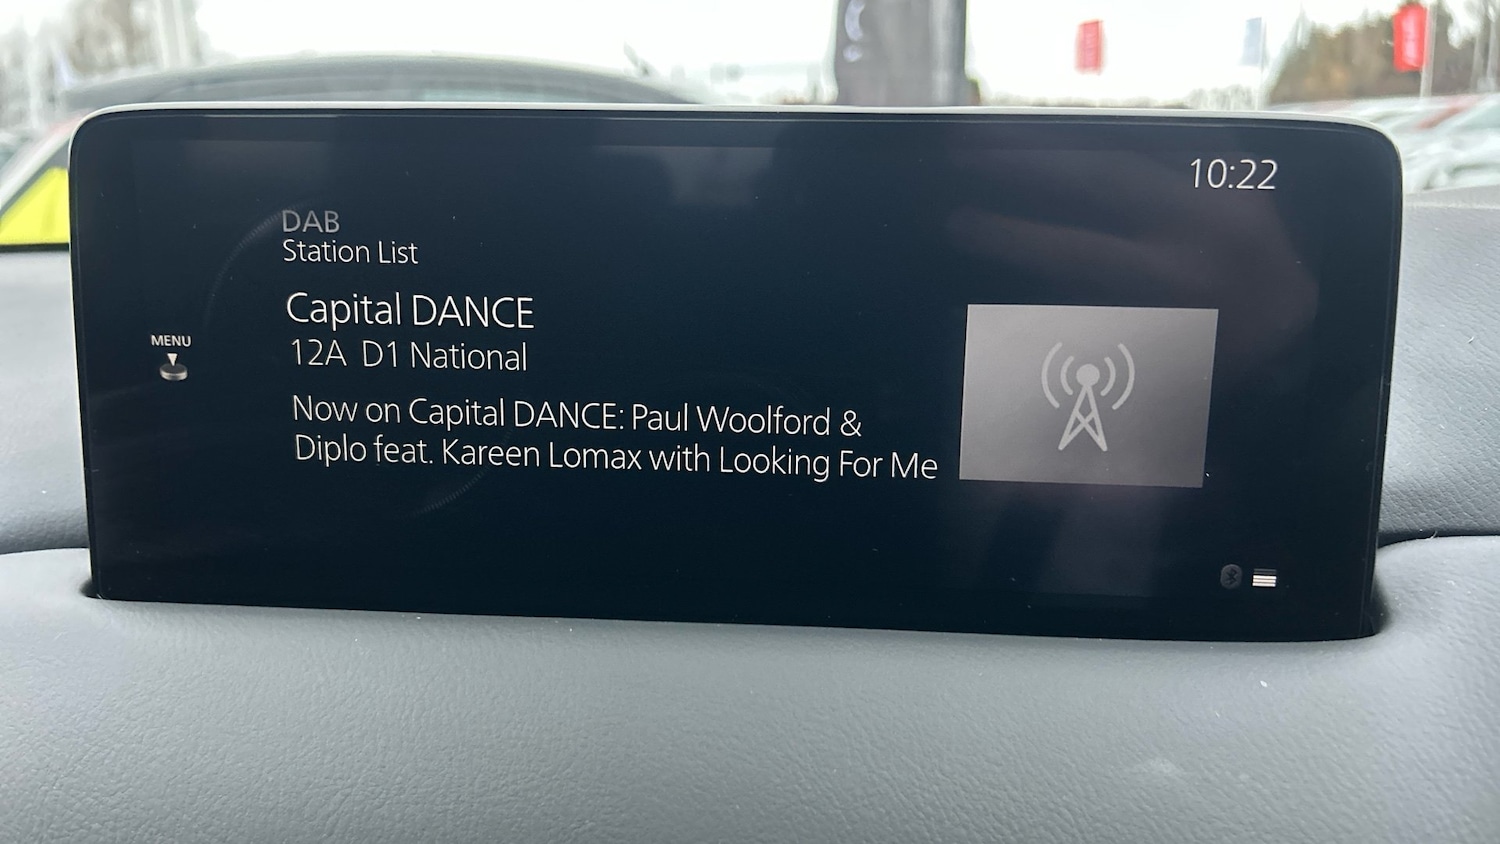 10:22
DAB
Station List
Capital DANCE
12A D1 National
MENU
Now on Capital DANCE: Paul Woolford &
Diplo feat. Kareen Lomax with Looking For Me